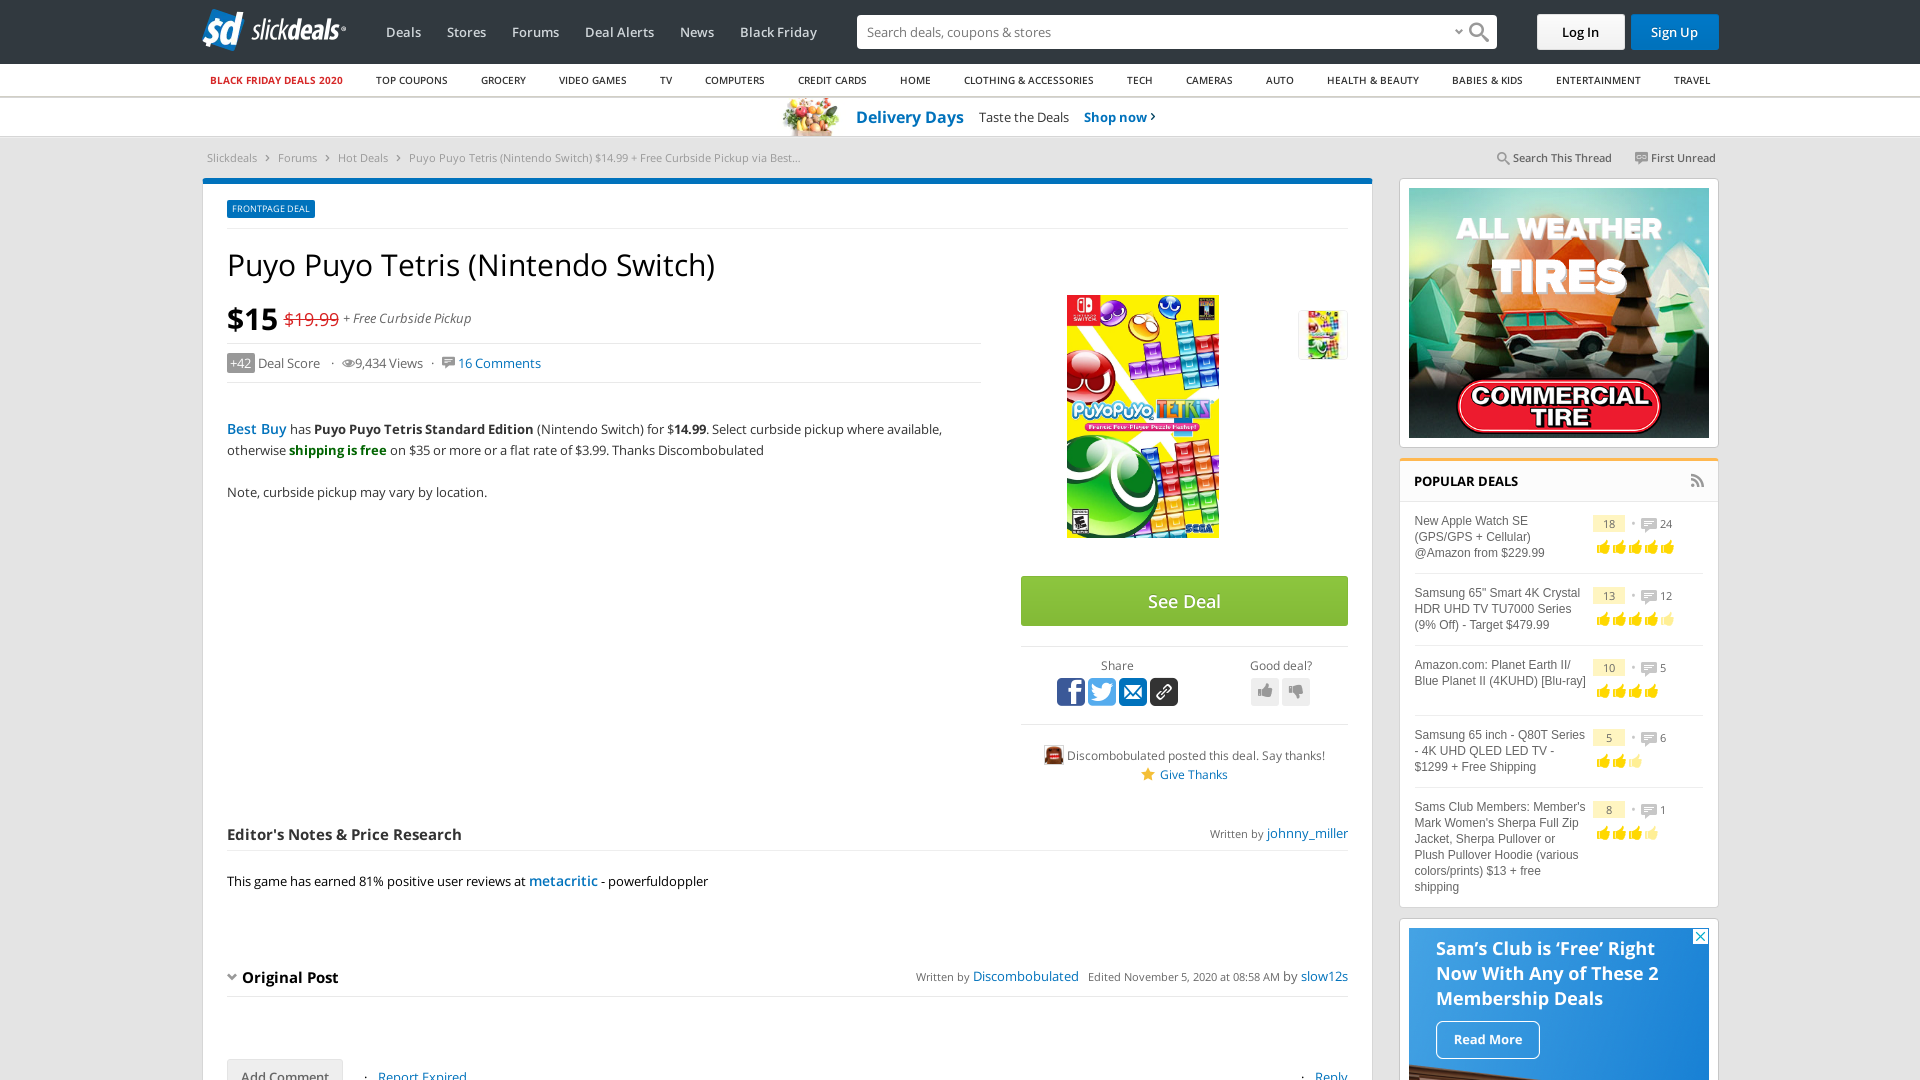 sd slickdeals
Deals Stores Forums Deal Alerts News Black Friday
Search deals, coupons & shopping
Log In
Sign Up
BLACK FRIDAY DEALS 2020 TOP COUPONS GROCERY VIDEO GAMES TV COMPUTERS CREDIT CARDS HOME CLOTHING & ACCESSORIES TECH CAMERAS AUTO HEALTH & BEAUTY BABIES & KIDS ENTERTAINMENT TRAVEL
Delivery Days Taste the Deals Shop now ›
Slickdeals › Forums › Hot Deals › Puyo Puyo Tetris (Nintendo Switch) $14.99 + Free Curbside Pickup via Best...
Search This Thread
First Unread
FRONTPAGE DEAL
Puyo Puyo Tetris (Nintendo Switch)
$15 $19.99 + Free Curbside Pickup
+42 Deal Score · 9,434 Views · 16 Comments
Best Buy has Puyo Puyo Tetris Standard Edition (Nintendo Switch) for $14.99. Select curbside pickup where available,
otherwise shipping is free on $35 or more or a flat rate of $3.99. Thanks Discombobulated
Note, curbside pickup may vary by location.
PuyoPuyo TETRIS
SEGA
See Deal
Share
Good deal?
Discombobulated posted this deal. Say thanks!
Give Thanks
Editor's Notes & Price Research
Written by johnny_miller
This game has earned 81% positive user reviews at metacritic - powerfuldoppler
Original Post
Written by Discombobulated Edited November 5, 2020 at 08:58 AM by slow12s
Add Comment · Report Expired
· Reply
ALL WEATHER
TIRES
COMMERCIAL
TIRE
POPULAR DEALS
New Apple Watch SE
(GPS/GPS + Cellular)
@Amazon from $229.99
18 • 24
Samsung 65" Smart 4K Crystal
HDR UHD TV TU7000 Series
(9% Off) - Target $479.99
13 • 12
Amazon.com: Planet Earth II/
Blue Planet II (4KUHD) [Blu-ray]
10 • 5
Samsung 65 inch - Q80T Series
- 4K UHD QLED LED TV -
$1299 + Free Shipping
5 • 6
Sams Club Members: Member's
Mark Women's Sherpa Full Zip
Jacket, Sherpa Pullover or
Plush Pullover Hoodie (various
colors/prints) $13 + free
shipping
8 • 1
Sam's Club is 'Free' Right
Now With Any of These 2
Membership Deals
Read More